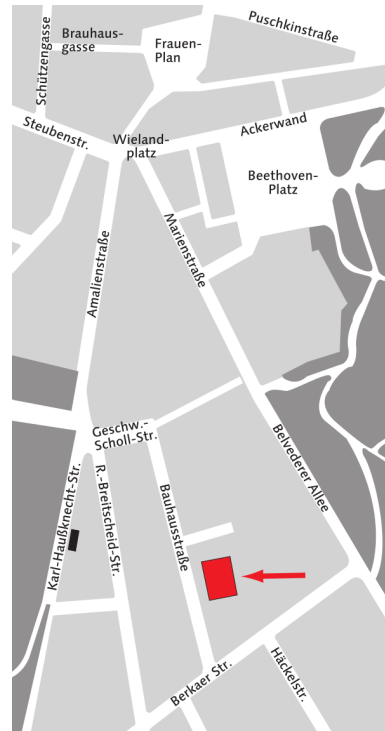 Puschkinstraße
Schützengasse
Brauhaus-
gasse
Frauen-
Plan
Steubenstr.
Wieland-
platz
Ackerwand
Beethoven-
Platz
Marienstraße
Amalienstraße
Geschw.-
Scholl-Str.
Belvederer Allee
Karl-Haußknecht-Str.
R.-Breitscheid-Str.
Bauhausstraße
Berkaer Str.
Häckelstr.